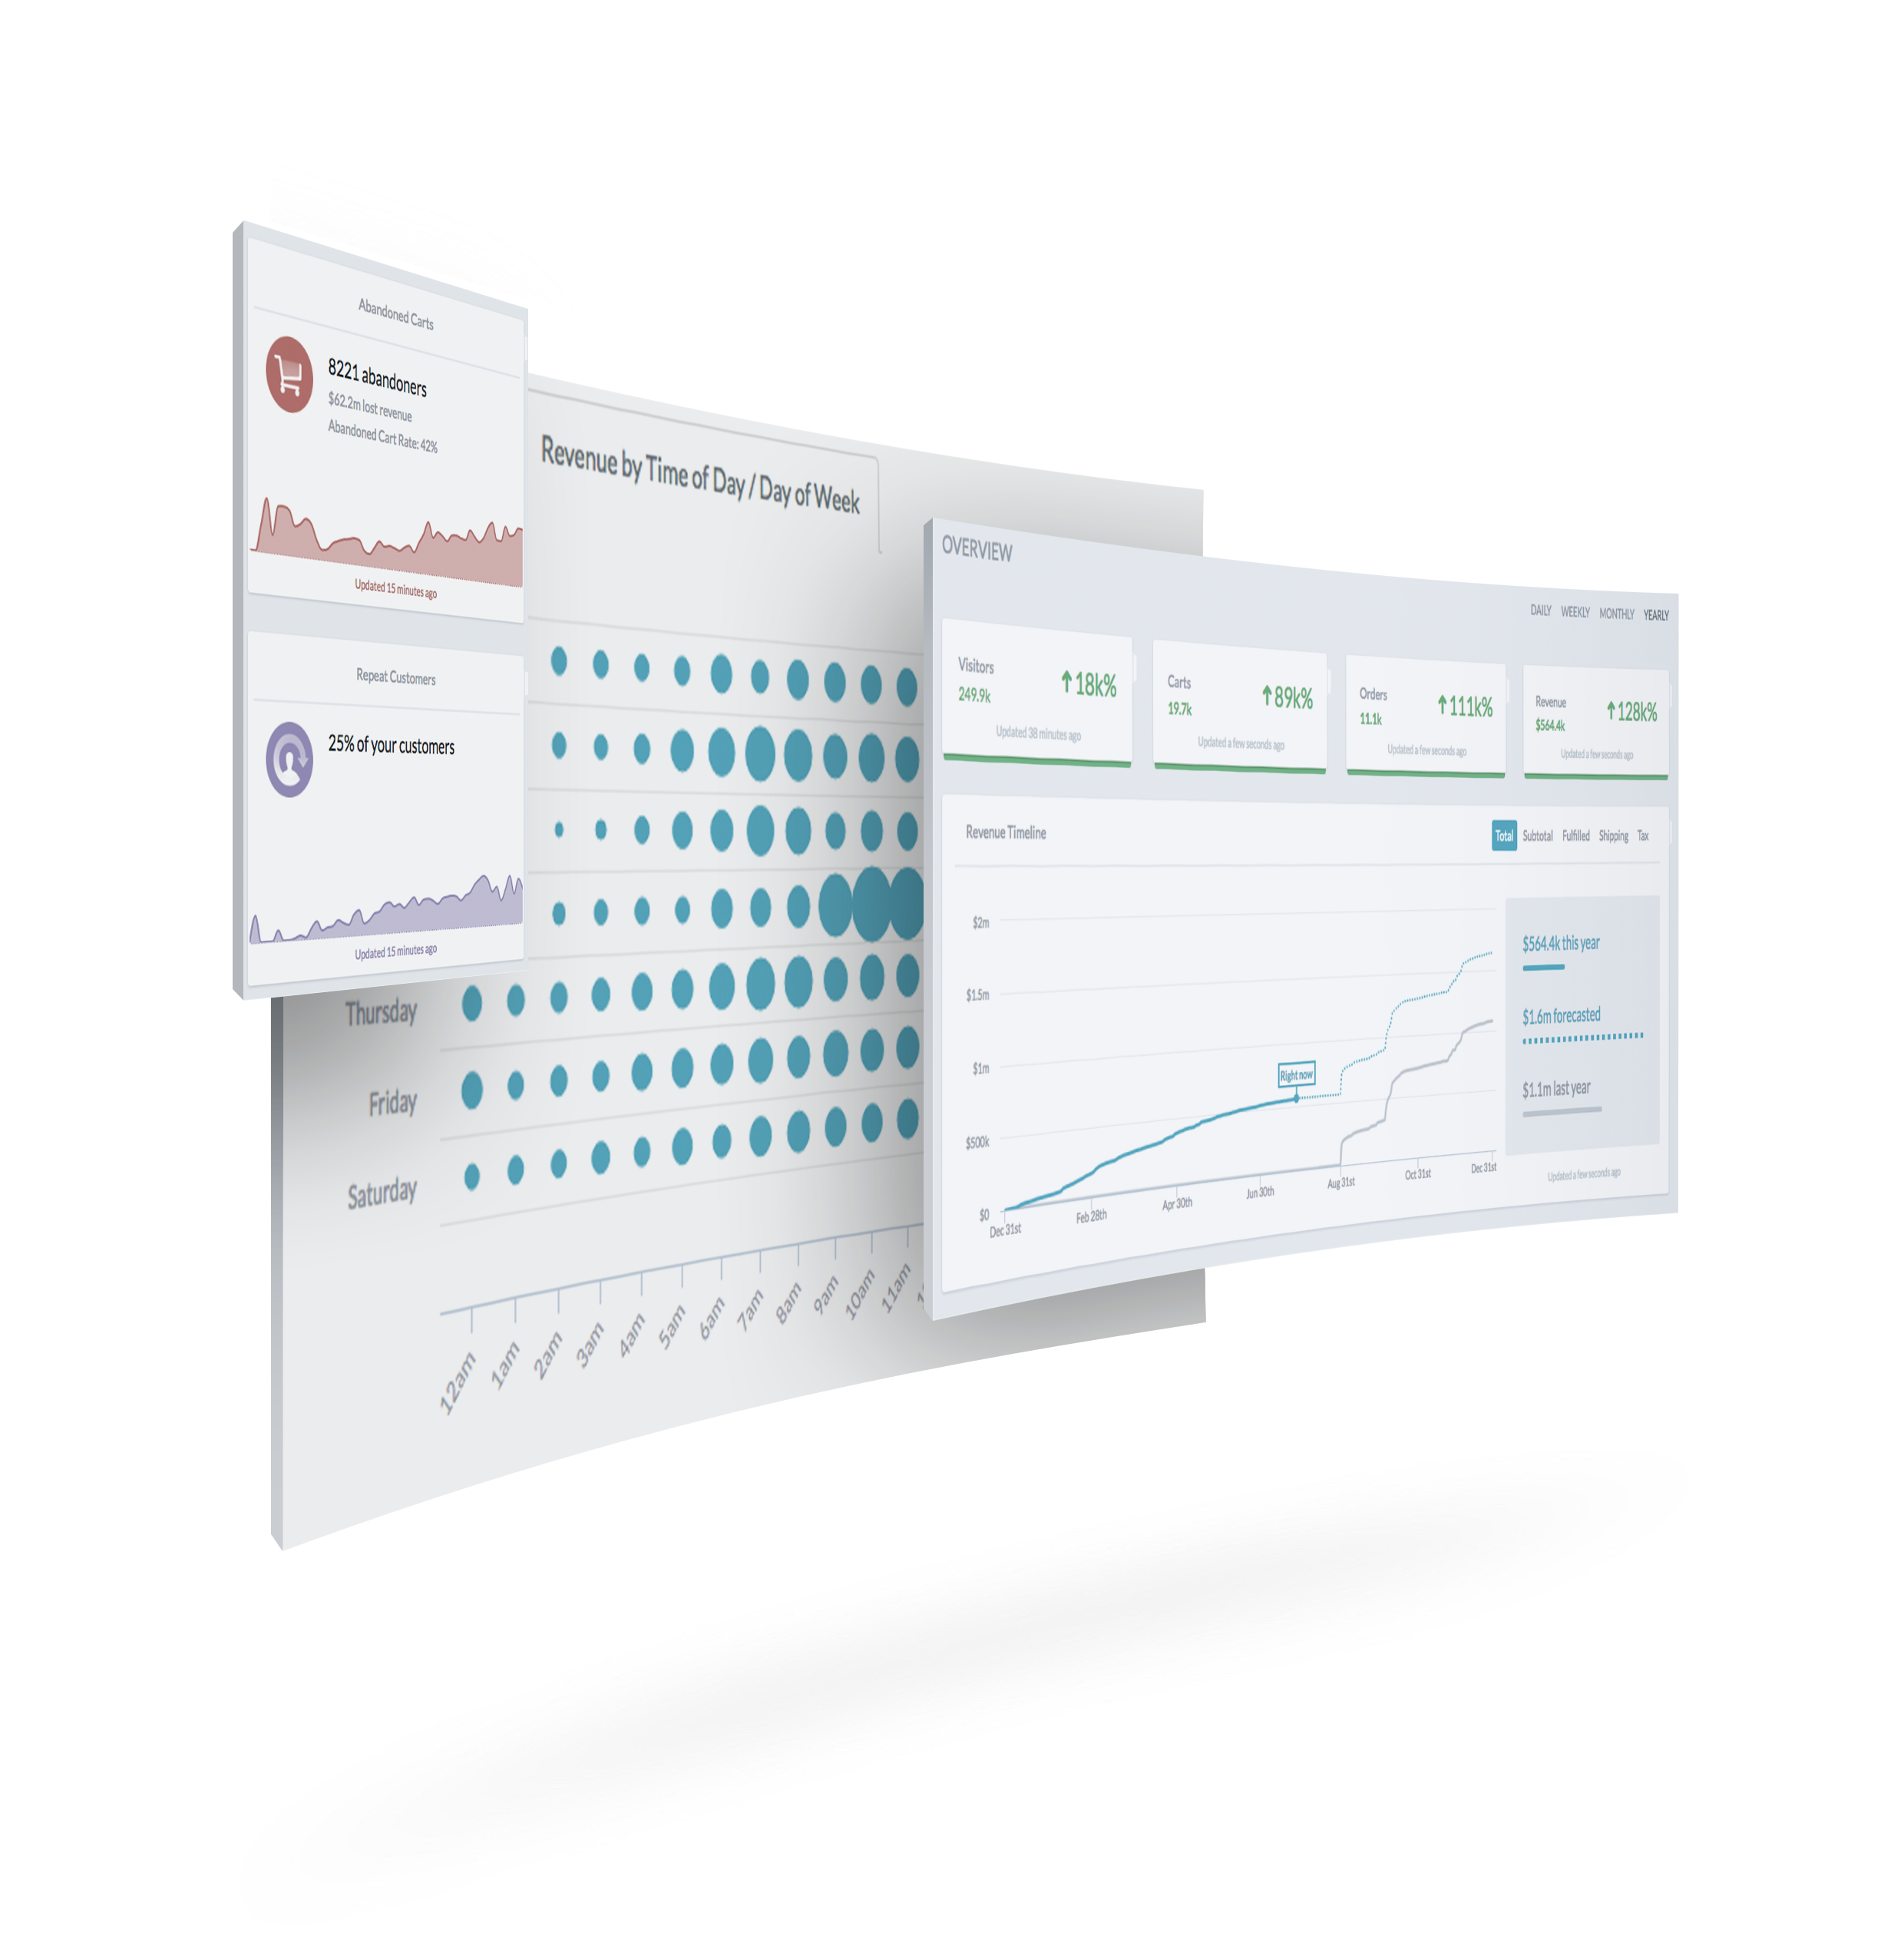 Abandoned Carts
8221 abandoners
$62.2m lost revenue
Abandoned Cart Rate: 42%
Updated 15 minutes ago
Repeat Customers
25% of your customers
Updated 15 minutes ago
Revenue by Time of Day / Day of Week
Thursday
Friday
Saturday
12am 1am 2am 3am 4am 5am 6am 7am 8am 9am 10am 11am
OVERVIEW
DAILY WEEKLY MONTHLY YEARLY
Visitors
249.9k
18k%
Updated 38 minutes ago
Carts
19.7k
89k%
Updated a few seconds ago
Orders
11.1k
111k%
Updated a few seconds ago
Revenue
$564.4k
128k%
Updated a few seconds ago
Revenue Timeline
Total Subtotal Fulfilled Shipping Tax
$2m
$1.5m
$1m
$500k
$0
Right now
Dec 31st Feb 28th Apr 30th Jun 30th Aug 31st Oct 31st Dec 31st
$564.4k this year
$1.6m forecasted
$1.1m last year
Updated a few seconds ago